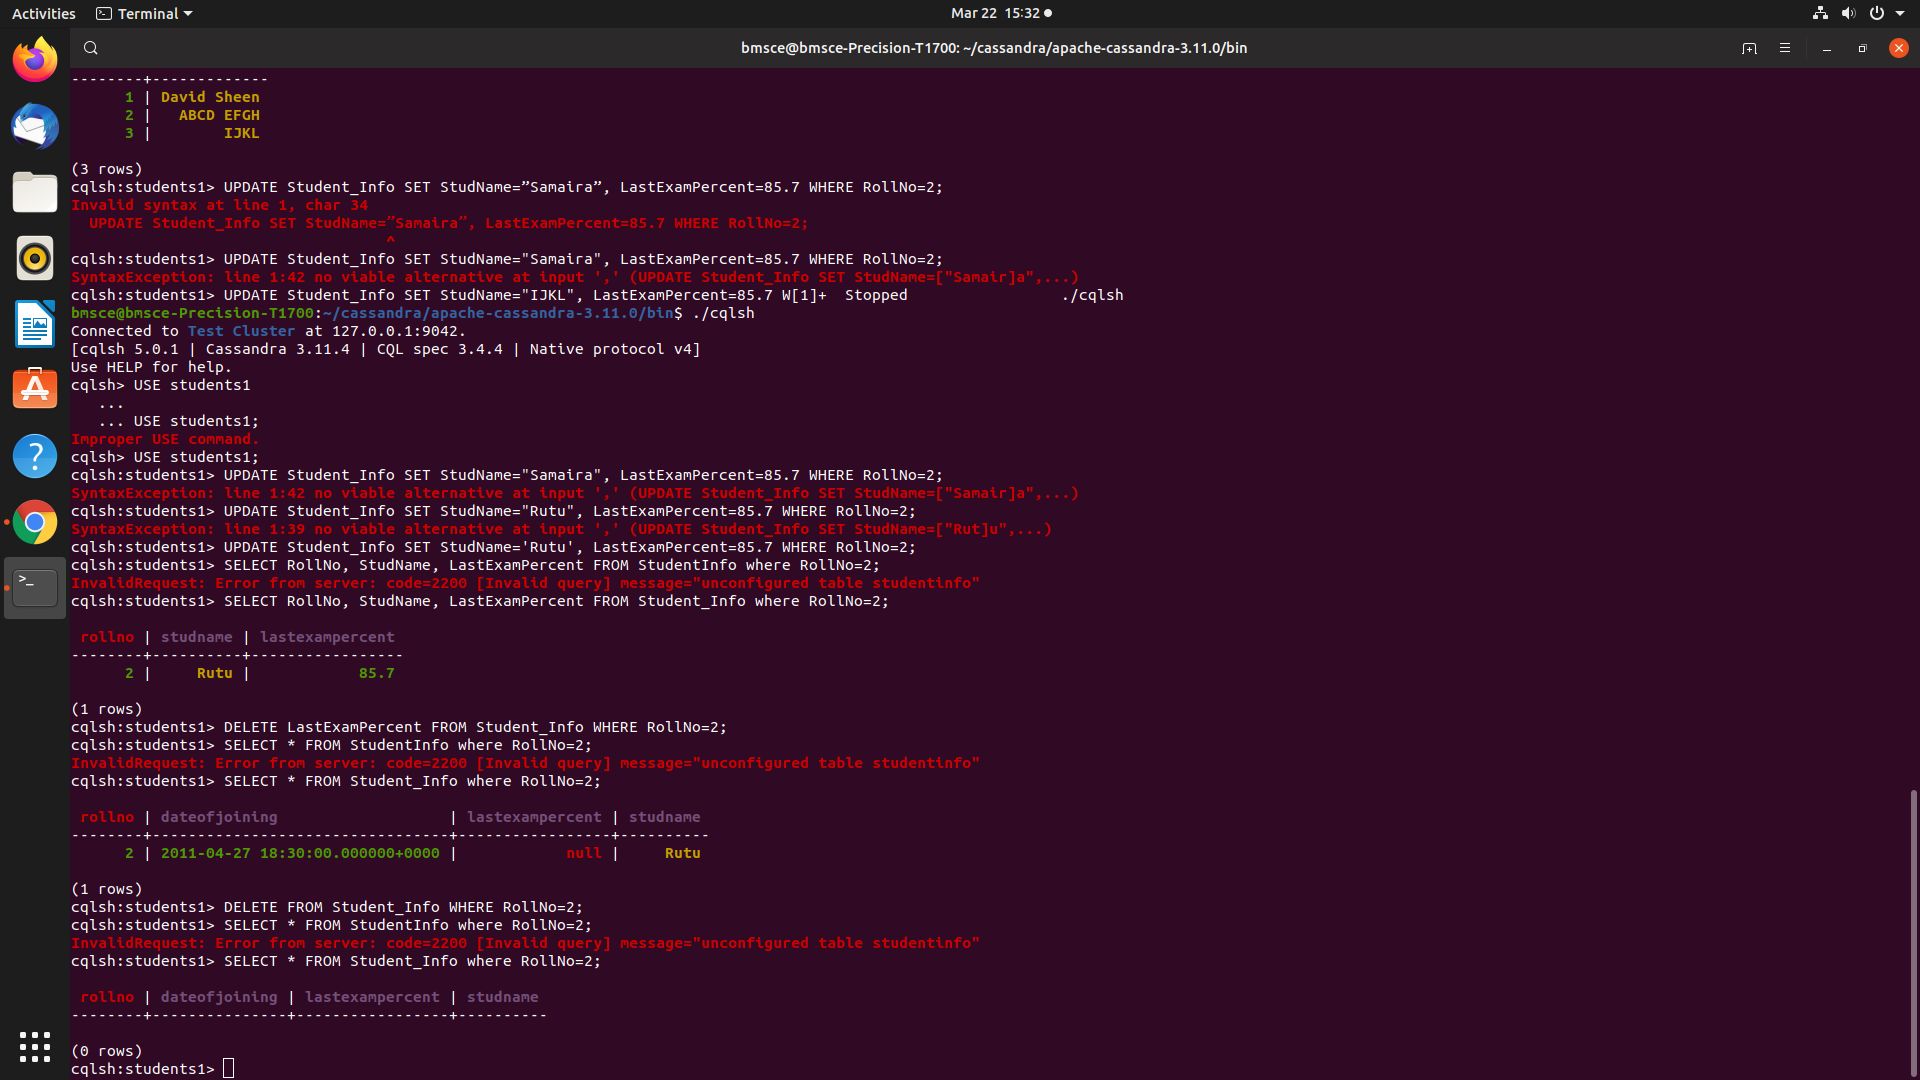 Activities Terminal Mar 22 15:32
bmsce@bmsce-Precision-T1700: ~/cassandra/apache-cassandra-3.11.0/bin
--------+-------------
      1 | David Sheen
      2 |   ABCD EFGH
      3 |        IJKL
(3 rows)
cqlsh:students1> UPDATE Student_Info SET StudName=”Samaira”, LastExamPercent=85.7 WHERE RollNo=2;
Invalid syntax at line 1, char 34
  UPDATE Student_Info SET StudName=”Samaira”, LastExamPercent=85.7 WHERE RollNo=2;
                                   ^
cqlsh:students1> UPDATE Student_Info SET StudName="Samaira", LastExamPercent=85.7 WHERE RollNo=2;
SyntaxException: line 1:42 no viable alternative at input ',' (UPDATE Student_Info SET StudName=["Samair]a",...)
cqlsh:students1> UPDATE Student_Info SET StudName="IJKL", LastExamPercent=85.7 W[1]+  Stopped                 ./cqlsh
bmsce@bmsce-Precision-T1700:~/cassandra/apache-cassandra-3.11.0/bin$ ./cqlsh
Connected to Test Cluster at 127.0.0.1:9042.
[cqlsh 5.0.1 | Cassandra 3.11.4 | CQL spec 3.4.4 | Native protocol v4]
Use HELP for help.
cqlsh> USE students1
   ...
   ... USE students1;
Improper USE command.
cqlsh> USE students1;
cqlsh:students1> UPDATE Student_Info SET StudName="Samaira", LastExamPercent=85.7 WHERE RollNo=2;
SyntaxException: line 1:42 no viable alternative at input ',' (UPDATE Student_Info SET StudName=["Samair]a",...)
cqlsh:students1> UPDATE Student_Info SET StudName="Rutu", LastExamPercent=85.7 WHERE RollNo=2;
SyntaxException: line 1:39 no viable alternative at input ',' (UPDATE Student_Info SET StudName=["Rut]u",...)
cqlsh:students1> UPDATE Student_Info SET StudName='Rutu', LastExamPercent=85.7 WHERE RollNo=2;
cqlsh:students1> SELECT RollNo, StudName, LastExamPercent FROM StudentInfo where RollNo=2;
InvalidRequest: Error from server: code=2200 [Invalid query] message="unconfigured table studentinfo"
cqlsh:students1> SELECT RollNo, StudName, LastExamPercent FROM Student_Info where RollNo=2;
 rollno | studname | lastexampercent
--------+----------+-----------------
      2 |     Rutu |            85.7
(1 rows)
cqlsh:students1> DELETE LastExamPercent FROM Student_Info WHERE RollNo=2;
cqlsh:students1> SELECT * FROM StudentInfo where RollNo=2;
InvalidRequest: Error from server: code=2200 [Invalid query] message="unconfigured table studentinfo"
cqlsh:students1> SELECT * FROM Student_Info where RollNo=2;
 rollno | dateofjoining                   | lastexampercent | studname
--------+---------------------------------+-----------------+----------
      2 | 2011-04-27 18:30:00.000000+0000 |            null |     Rutu
(1 rows)
cqlsh:students1> DELETE FROM Student_Info WHERE RollNo=2;
cqlsh:students1> SELECT * FROM StudentInfo where RollNo=2;
InvalidRequest: Error from server: code=2200 [Invalid query] message="unconfigured table studentinfo"
cqlsh:students1> SELECT * FROM Student_Info where RollNo=2;
 rollno | dateofjoining | lastexampercent | studname
--------+---------------+-----------------+----------
(0 rows)
cqlsh:students1>